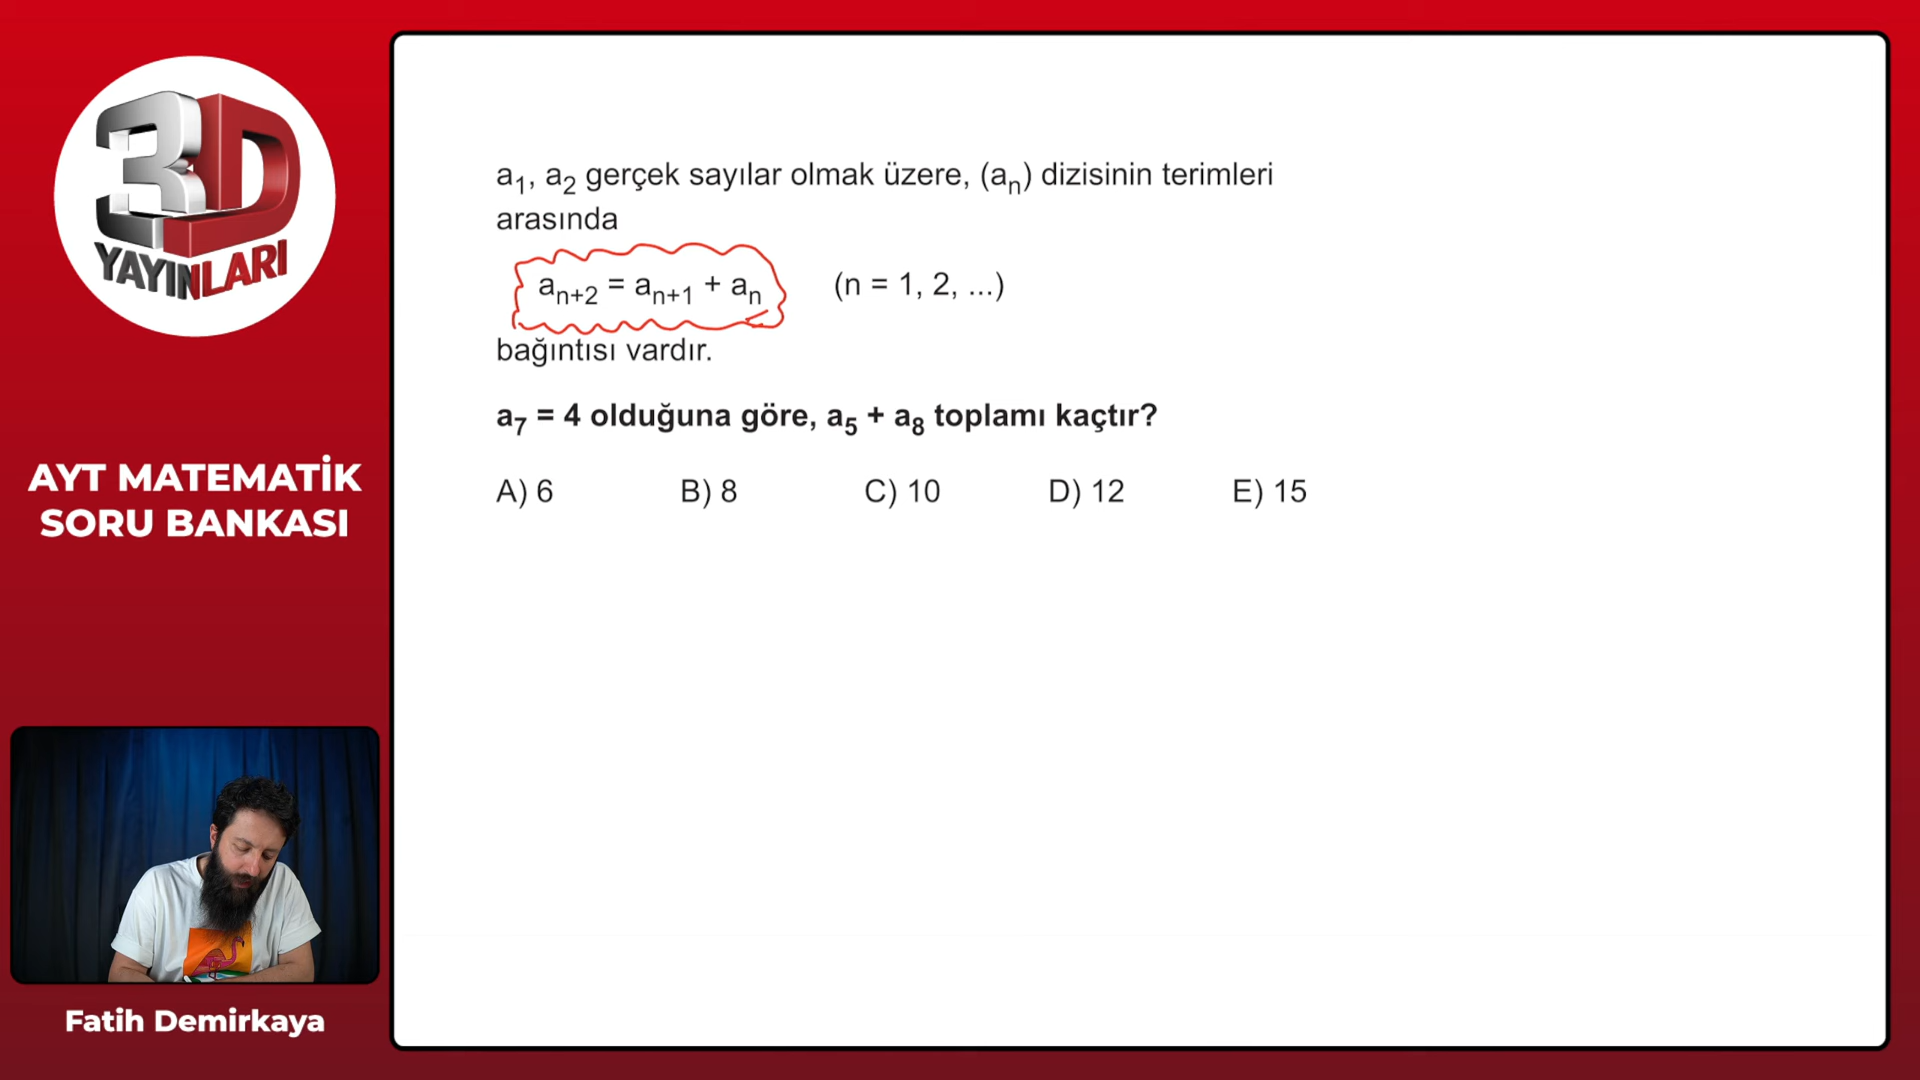 3D
YAYINLARI
AYT MATEMATİK
SORU BANKASI
Fatih Demirkaya
a₁, a₂ gerçek sayılar olmak üzere, (aₙ) dizisinin terimleri
arasında
aₙ₊₂ = aₙ₊₁ + aₙ (n = 1, 2, ...)
bağıntısı vardır.
a₇ = 4 olduğuna göre, a₅ + a₈ toplamı kaçtır?
A) 6 B) 8 C) 10 D) 12 E) 15